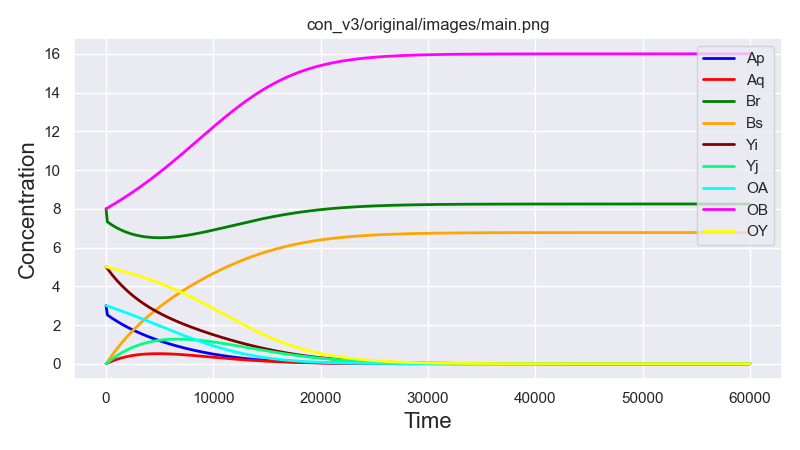 con_v3/original/images/main.png
Concentration
16
14
12
10
8
6
4
2
0
Ap
Aq
Br
Bs
Yi
Yj
OA
OB
OY
0 10000 20000 30000 40000 50000 60000
Time